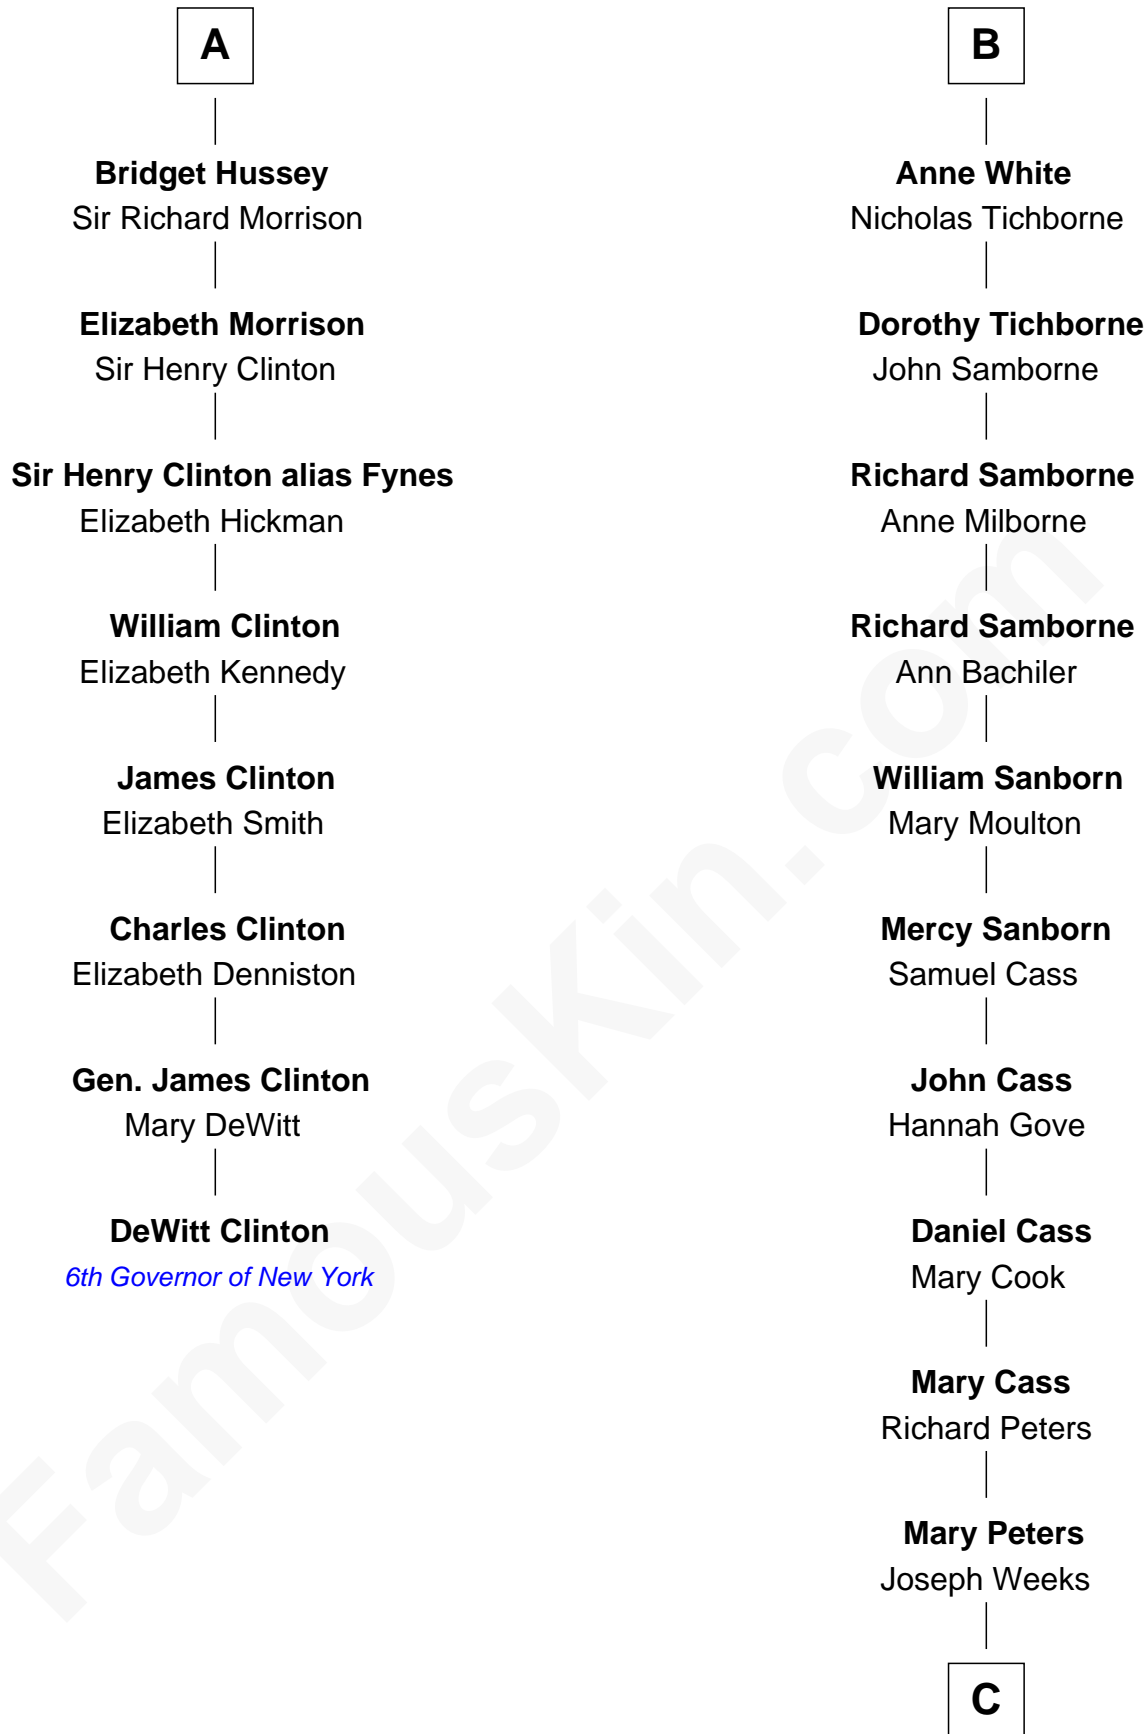 A
Bridget Hussey
Sir Richard Morrison
Elizabeth Morrison
Sir Henry Clinton
Sir Henry Clinton alias Fynes
Elizabeth Hickman
William Clinton
Elizabeth Kennedy
James Clinton
Elizabeth Smith
Charles Clinton
Elizabeth Denniston
Gen. James Clinton
Mary DeWitt
DeWitt Clinton
6th Governor of New York
B
Anne White
Nicholas Tichborne
Dorothy Tichborne
John Samborne
Richard Samborne
Anne Milborne
Richard Samborne
Ann Bachiler
William Sanborn
Mary Moulton
Mercy Sanborn
Samuel Cass
John Cass
Hannah Gove
Daniel Cass
Mary Cook
Mary Cass
Richard Peters
Mary Peters
Joseph Weeks
C
FamousKin.com